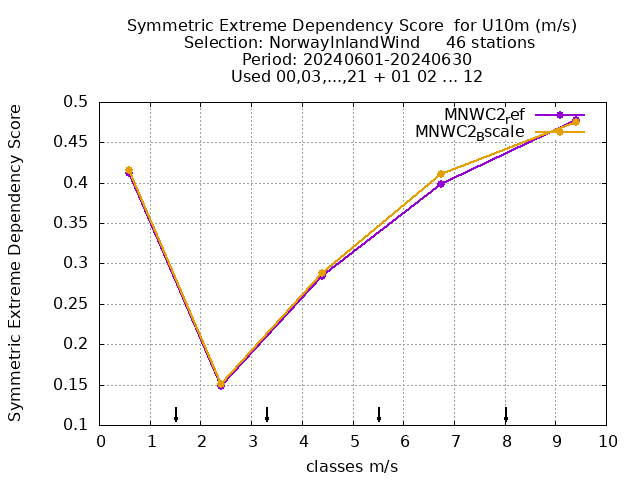 Symmetric Extreme Dependency Score  for U10m (m/s)
Selection: NorwayInlandWind     46 stations
Period: 20240601-20240630
Used 00,03,...,21 + 01 02 ... 12
MNWC2ref
MNWC2Bscale
Symmetric Extreme Dependency Score
0.5
0.45
0.4
0.35
0.3
0.25
0.2
0.15
0.1
0 1 2 3 4 5 6 7 8 9 10
classes m/s